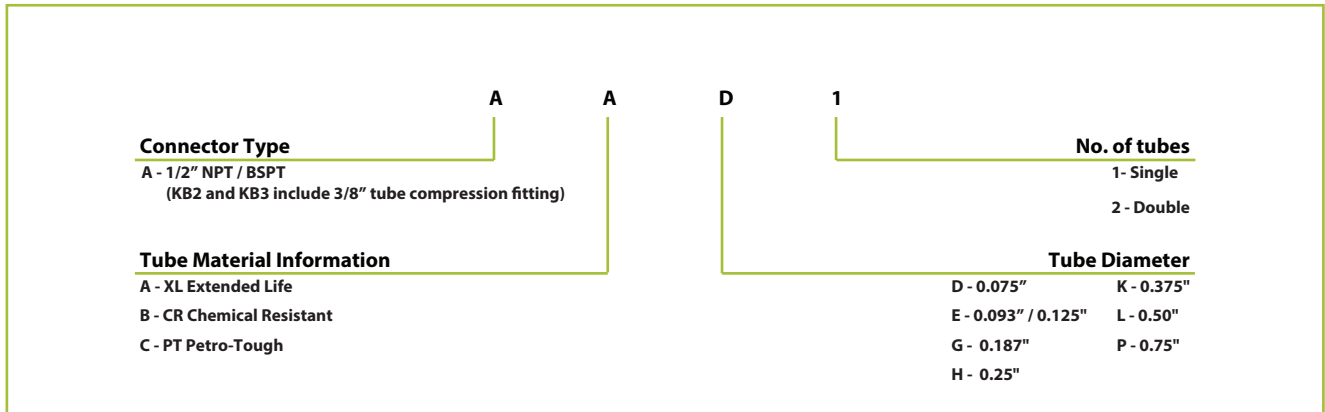 A A D 1
Connector Type
A - 1/2” NPT / BSPT
(KB2 and KB3 include 3/8” tube compression fitting)
No. of tubes
1- Single
2 - Double
Tube Material Information
A - XL Extended Life
B - CR Chemical Resistant
C - PT Petro-Tough
Tube Diameter
D - 0.075” K - 0.375"
E - 0.093” / 0.125" L - 0.50"
G - 0.187" P - 0.75"
H - 0.25"